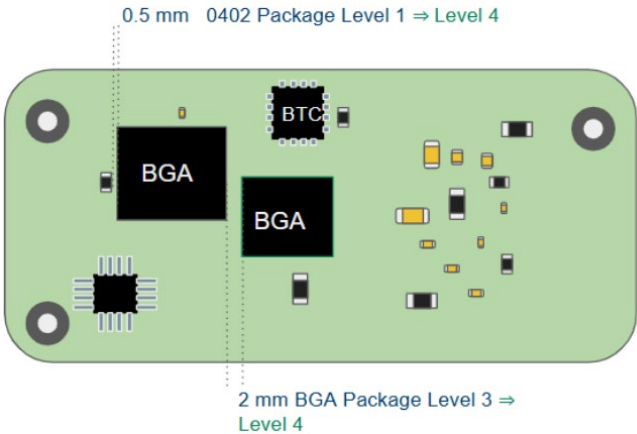 0.5 mm 0402 Package Level 1 ⇒ Level 4
BTC
BGA
BGA
2 mm BGA Package Level 3 ⇒
Level 4